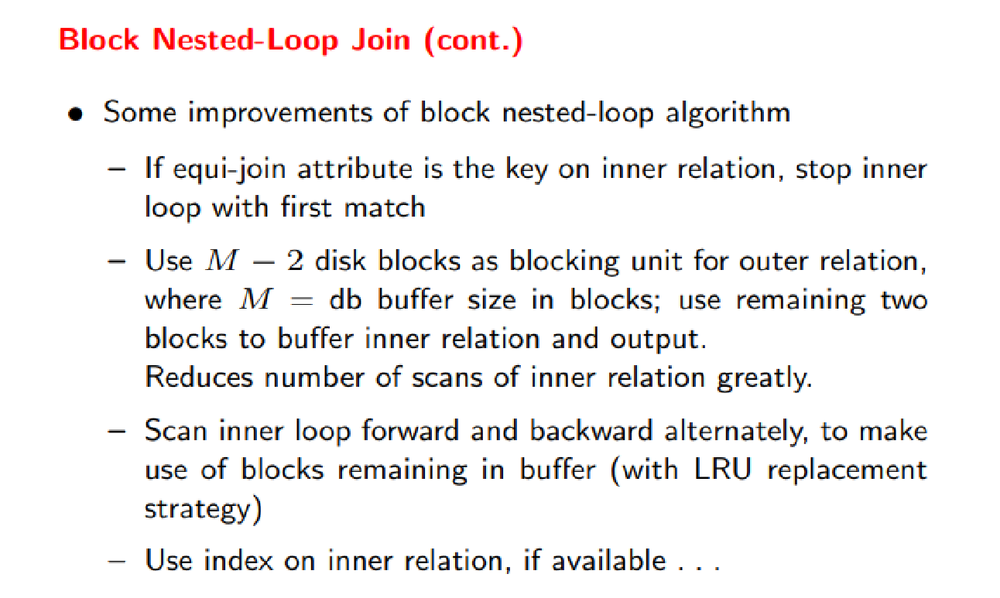 Block Nested-Loop Join (cont.)
• Some improvements of block nested-loop algorithm
– If equi-join attribute is the key on inner relation, stop inner
loop with first match
– Use M − 2 disk blocks as blocking unit for outer relation,
where M = db buffer size in blocks; use remaining two
blocks to buffer inner relation and output.
Reduces number of scans of inner relation greatly.
– Scan inner loop forward and backward alternately, to make
use of blocks remaining in buffer (with LRU replacement
strategy)
– Use index on inner relation, if available . . .